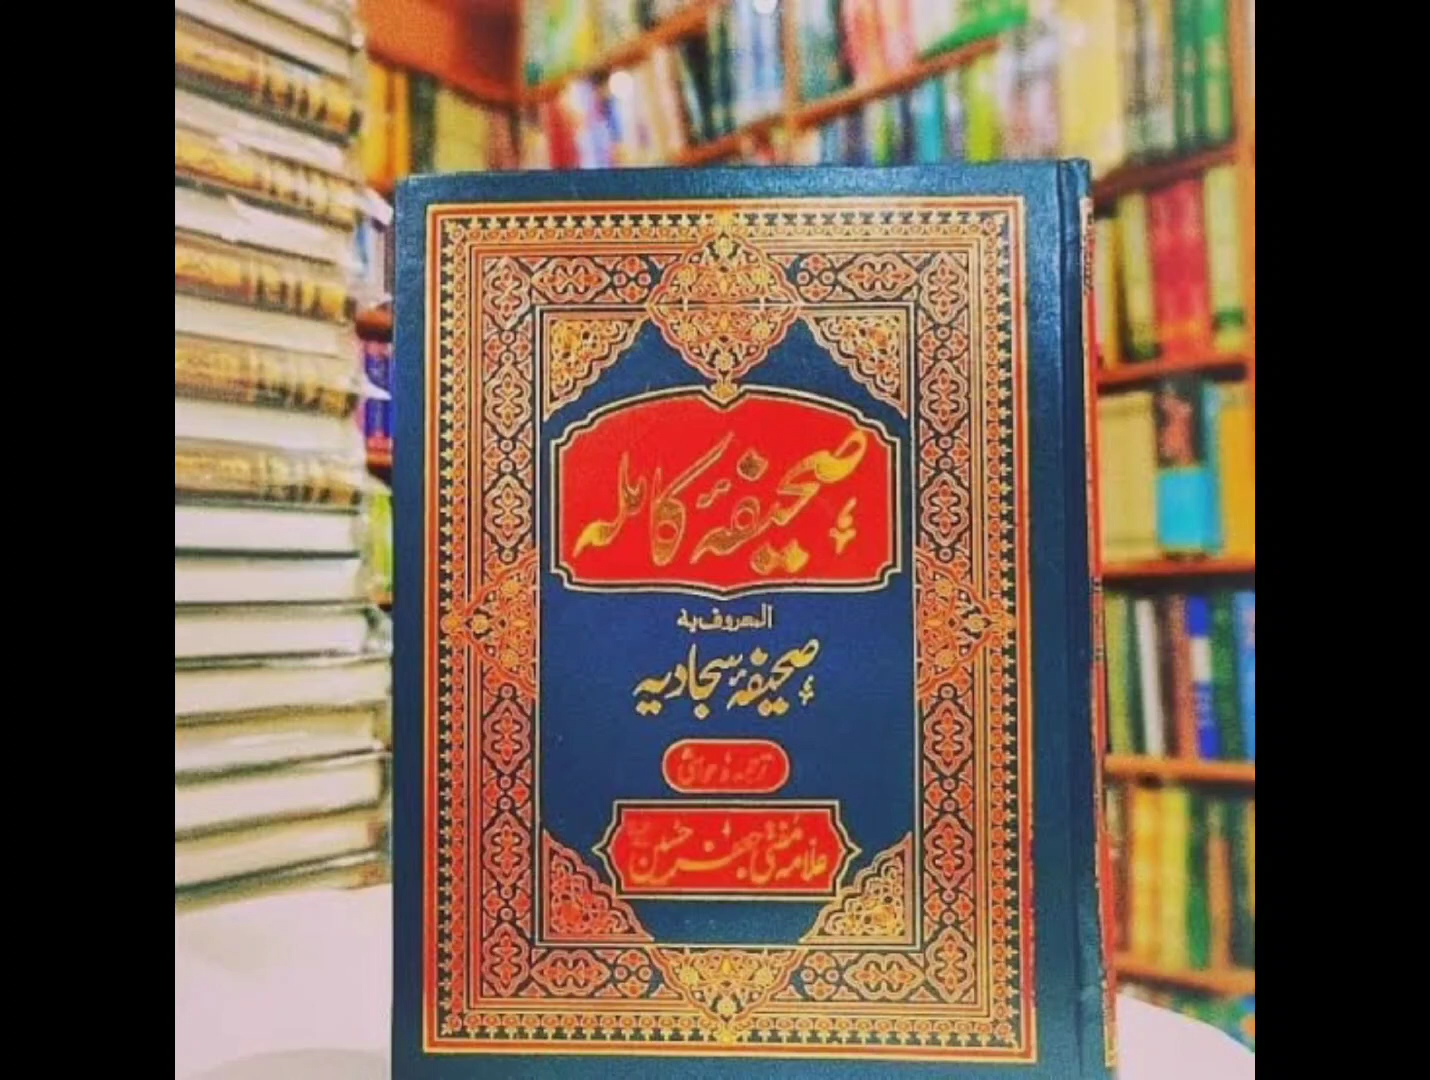 صحیفۂ کاملہ
المعروف بہ
صحیفۂ سجادیہ
ترجمہ و حواشی
علامہ مفتی جعفر حسین